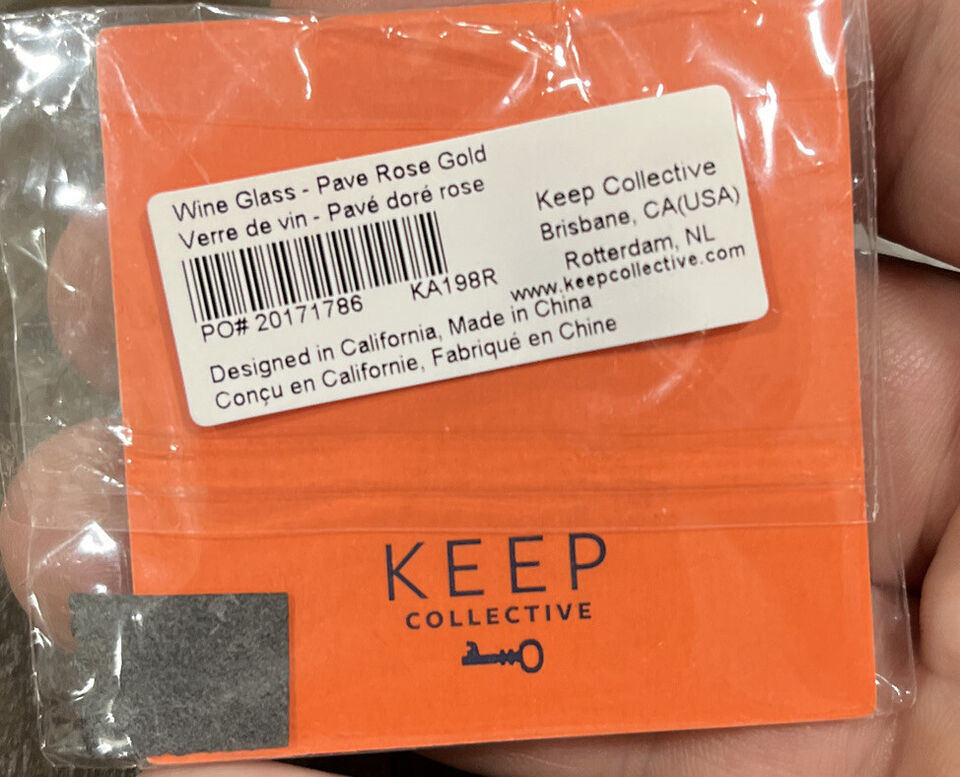 Wine Glass - Pave Rose Gold
Verre de vin - Pavé doré rose
PO# 20171786 KA198R
Keep Collective
Brisbane, CA(USA)
Rotterdam, NL
www.keepcollective.com
Designed in California, Made in China
Conçu en Californie, Fabriqué en Chine
KEEP
COLLECTIVE